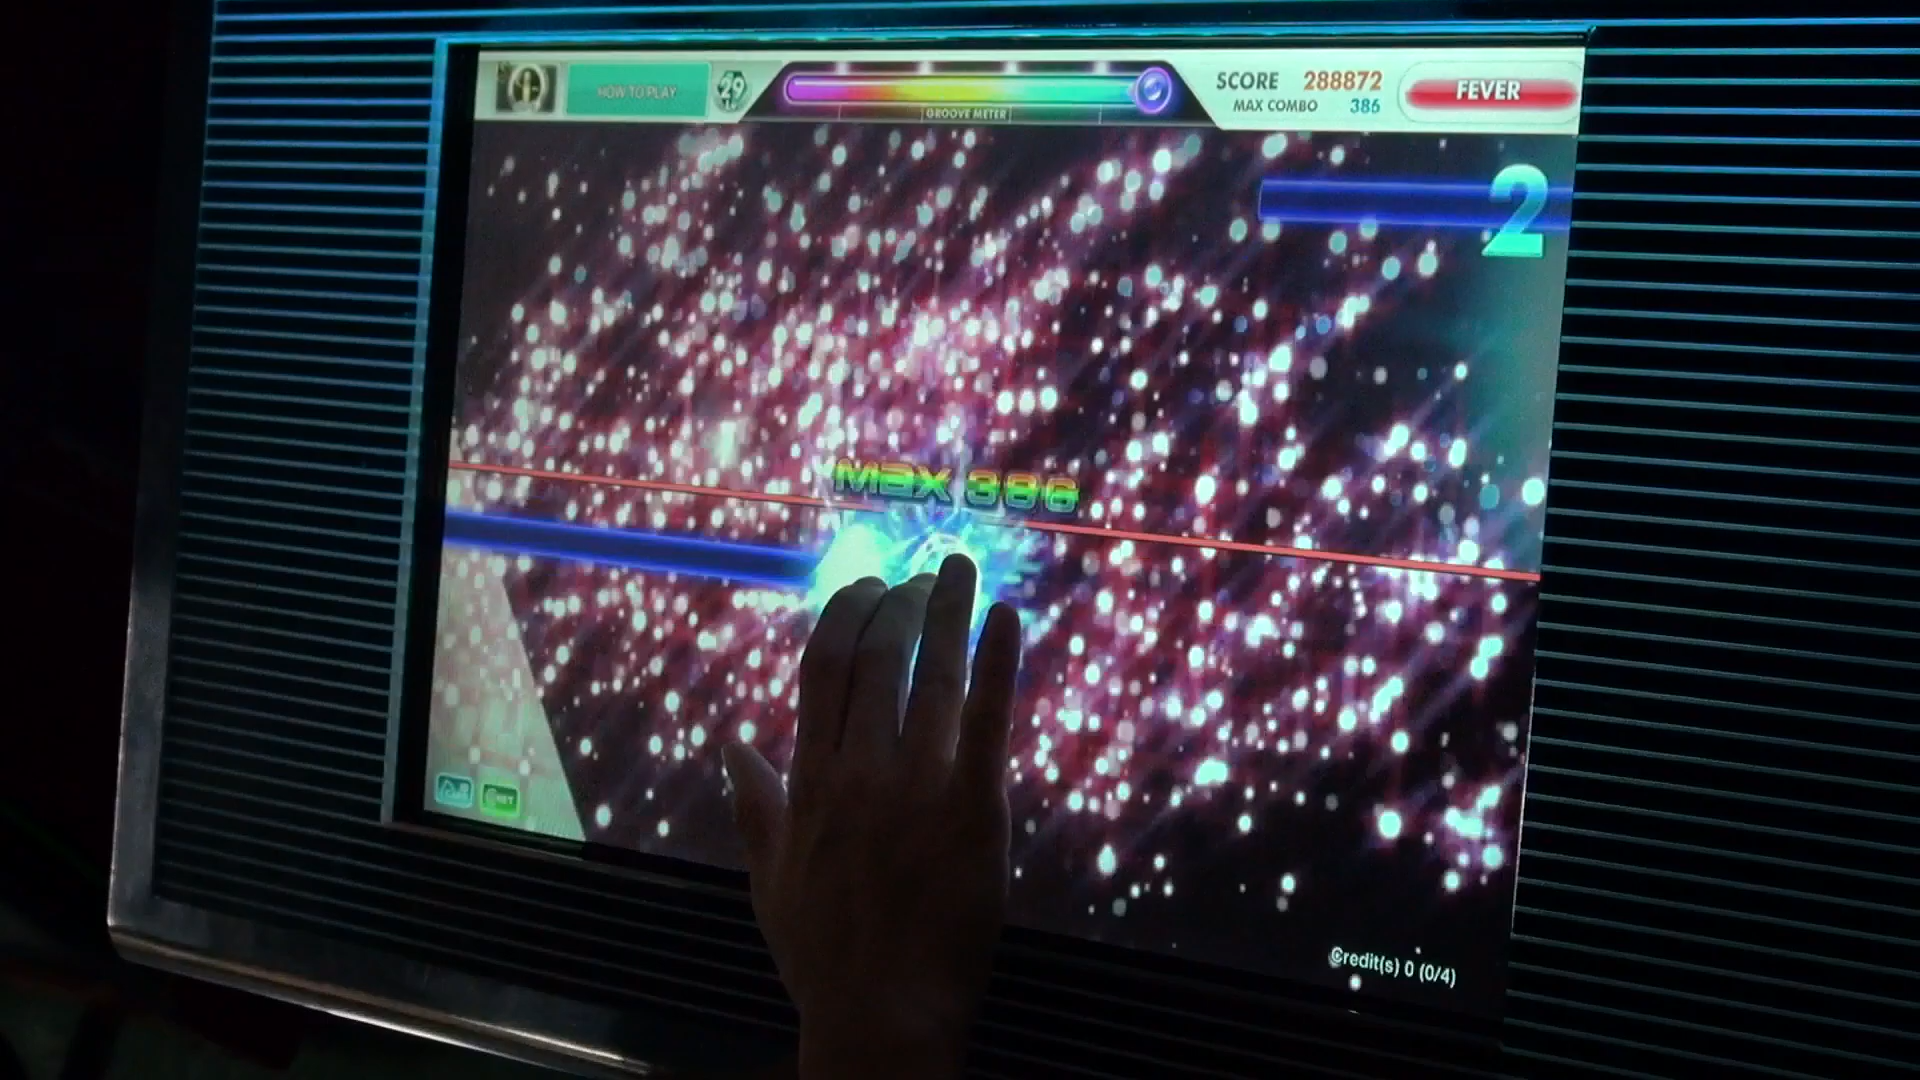 HOW TO PLAY
29
GROOVE METER
SCORE 288872
MAX COMBO 386
FEVER
2
MAX 386
Credit(s) 0 (0/4)